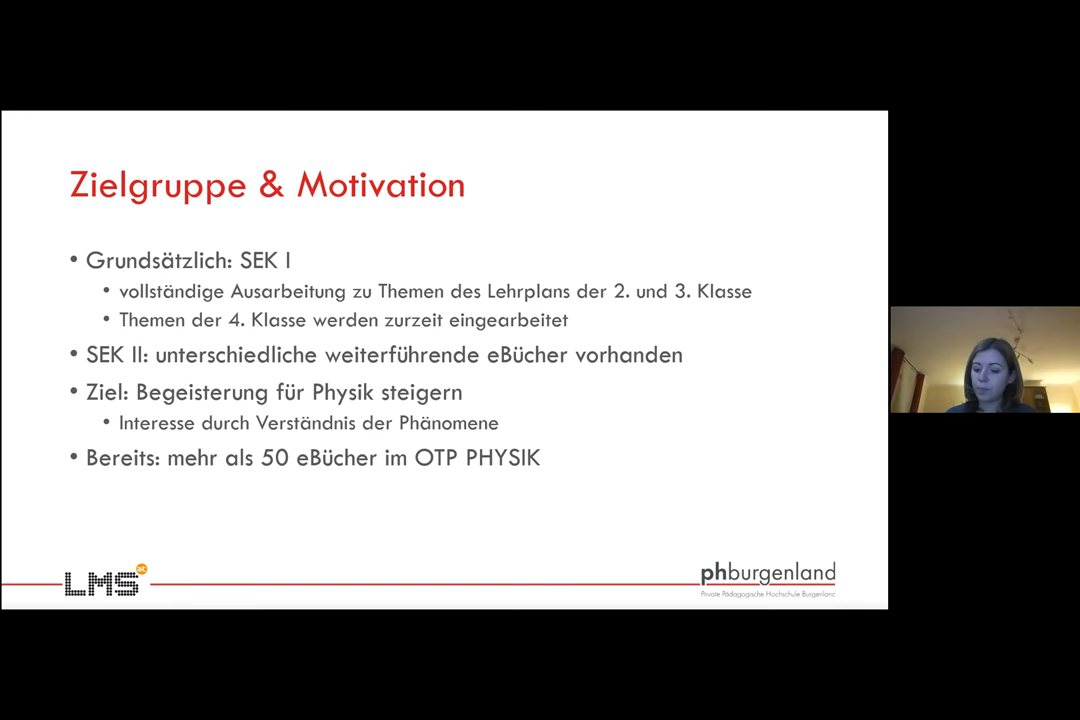 Zielgruppe & Motivation
• Grundsätzlich: SEK I
• vollständige Ausarbeitung zu Themen des Lehrplans der 2. und 3. Klasse
• Themen der 4. Klasse werden zurzeit eingearbeitet
• SEK II: unterschiedliche weiterführende eBücher vorhanden
• Ziel: Begeisterung für Physik steigern
• Interesse durch Verständnis der Phänomene
• Bereits: mehr als 50 eBücher im OTP PHYSIK
LMS at
phburgenland
Private Pädagogische Hochschule Burgenland